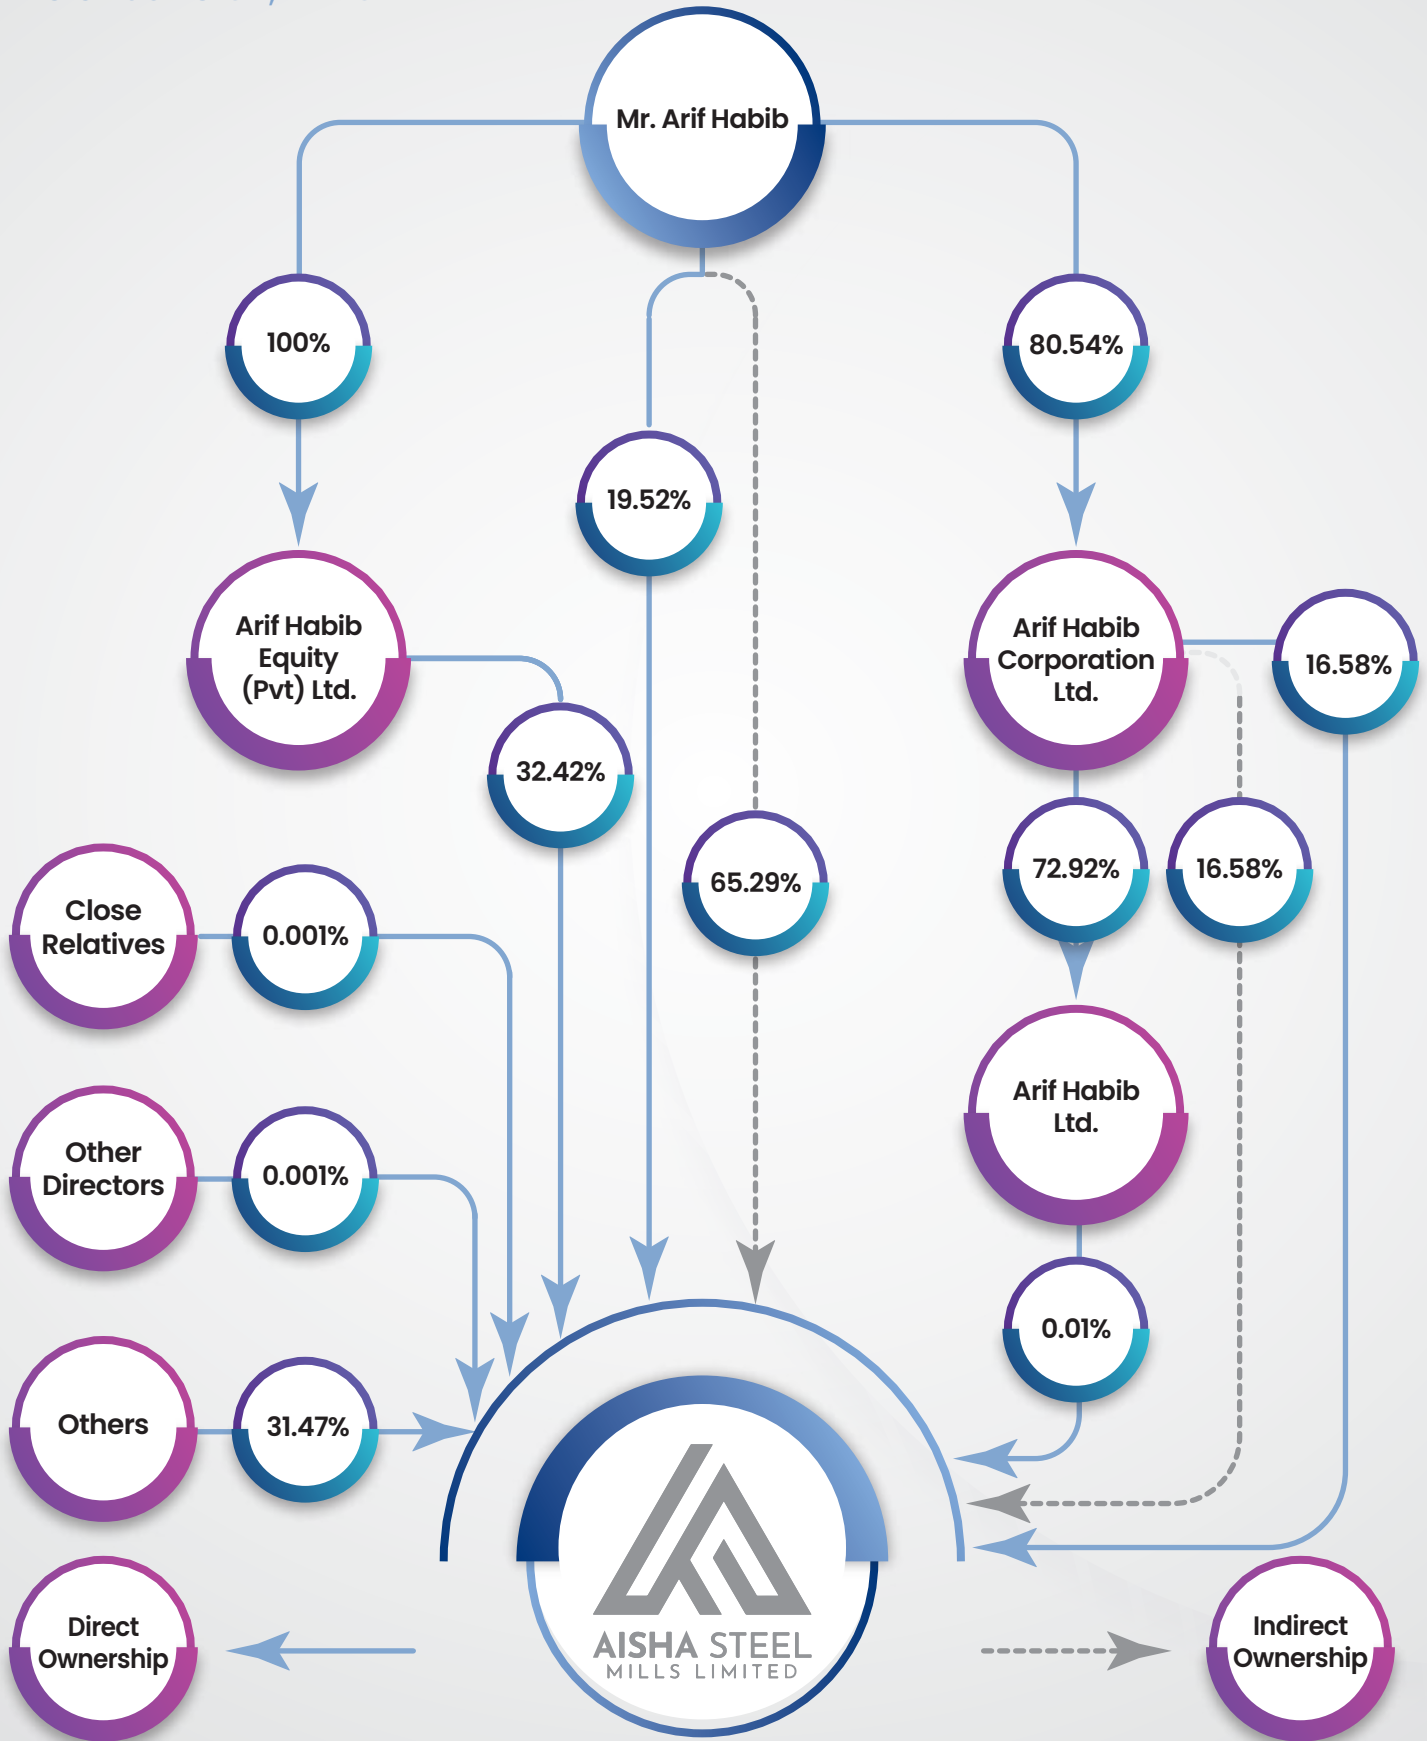 Mr. Arif Habib
100%
80.54%
19.52%
Arif Habib
Equity
(Pvt) Ltd.
Arif Habib
Corporation
Ltd.
16.58%
32.42%
65.29%
72.92%
16.58%
Close
Relatives
0.001%
Arif Habib
Ltd.
Other
Directors
0.001%
0.01%
Others
31.47%
Direct
Ownership
AISHA STEEL
MILLS LIMITED
Indirect
Ownership